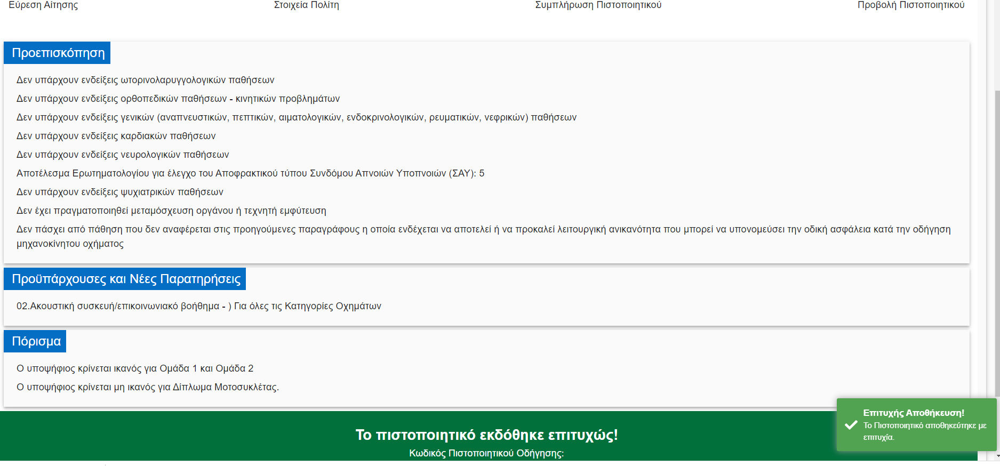 Εύρεση Αίτησης Στοιχεία Πολίτη Συμπλήρωση Πιστοποιητικού Προβολή Πιστοποιητικού
Προεπισκόπηση
Δεν υπάρχουν ενδείξεις ωτορινολαρυγγολογικών παθήσεων
Δεν υπάρχουν ενδείξεις ορθοπεδικών παθήσεων - κινητικών προβλημάτων
Δεν υπάρχουν ενδείξεις γενικών (αναπνευστικών, πεπτικών, αιματολογικών, ενδοκρινολογικών, ρευματικών, νεφρικών) παθήσεων
Δεν υπάρχουν ενδείξεις καρδιακών παθήσεων
Δεν υπάρχουν ενδείξεις νευρολογικών παθήσεων
Αποτέλεσμα Ερωτηματολογίου για έλεγχο του Αποφρακτικού τύπου Συνδόμου Απνοιών Υποπνοιών (ΣΑΥ): 5
Δεν υπάρχουν ενδείξεις ψυχιατρικών παθήσεων
Δεν έχει πραγματοποιηθεί μεταμόσχευση οργάνου ή τεχνητή εμφύτευση
Δεν πάσχει από πάθηση που δεν αναφέρεται στις προηγούμενες παραγράφους η οποία ενδέχεται να αποτελεί ή να προκαλεί λειτουργική ανικανότητα που μπορεί να υπονομεύσει την οδική ασφάλεια κατά την οδήγηση
μηχανοκίνητου οχήματος
Προϋπάρχουσες και Νέες Παρατηρήσεις
02.Ακουστική συσκευή/επικοινωνιακό βοήθημα - ) Για όλες τις Κατηγορίες Οχημάτων
Πόρισμα
Ο υποψήφιος κρίνεται ικανός για Ομάδα 1 και Ομάδα 2
Ο υποψήφιος κρίνεται μη ικανός για Δίπλωμα Μοτοσυκλέτας.
Το πιστοποιητικό εκδόθηκε επιτυχώς!
Κωδικός Πιστοποιητικού Οδήγησης:
Επιτυχής Αποθήκευση!
Το Πιστοποιητικό αποθηκεύτηκε με
επιτυχία.